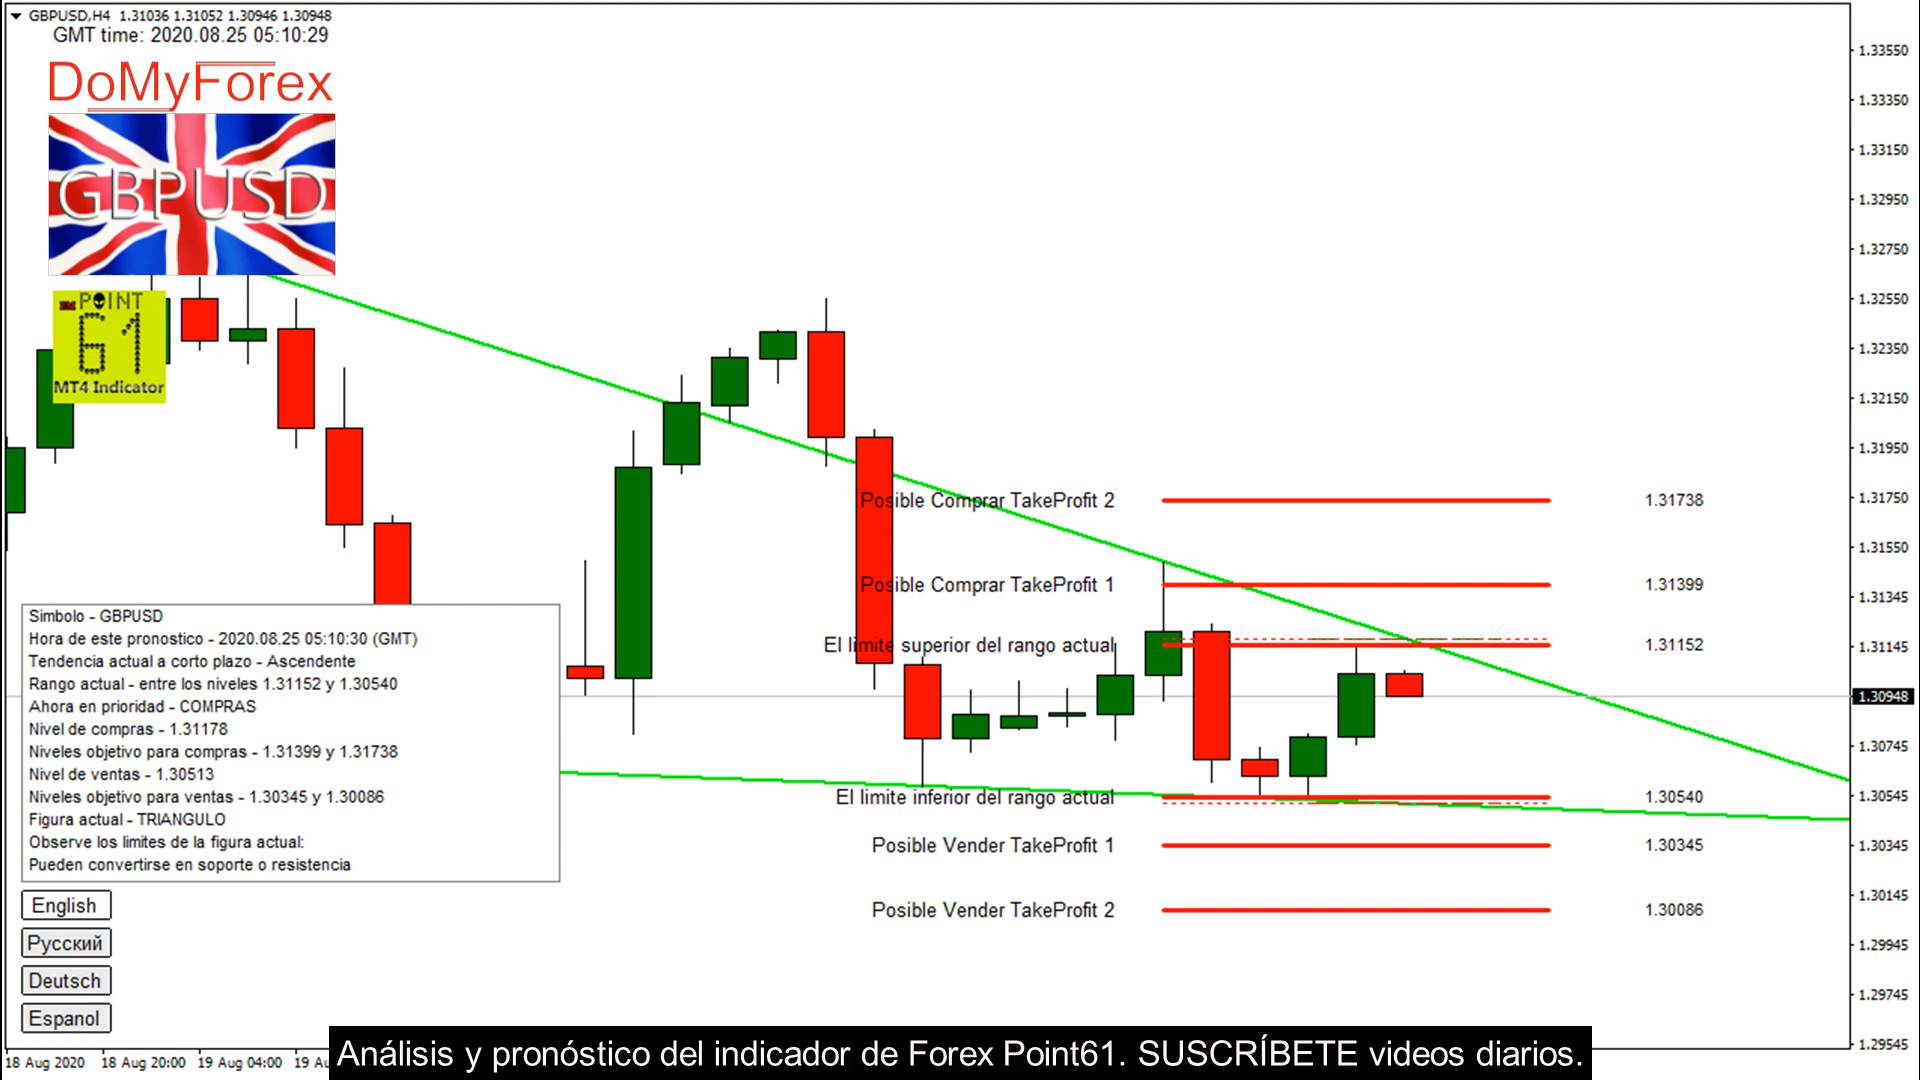 GBPUSD,H4 1.31036 1.31052 1.30946 1.30948
GMT time: 2020.08.25 05:10:29
DoMyForex
GBPUSD
POINT
61
MT4 Indicator
Posible Comprar TakeProfit 2
1.31738
Posible Comprar TakeProfit 1
1.31399
El limite superior del rango actual
1.31152
El limite inferior del rango actual
1.30540
Posible Vender TakeProfit 1
1.30345
Posible Vender TakeProfit 2
1.30086
Simbolo - GBPUSD
Hora de este pronostico - 2020.08.25 05:10:30 (GMT)
Tendencia actual a corto plazo - Ascendente
Rango actual - entre los niveles 1.31152 y 1.30540
Ahora en prioridad - COMPRAS
Nivel de compras - 1.31178
Niveles objetivo para compras - 1.31399 y 1.31738
Nivel de ventas - 1.30513
Niveles objetivo para ventas - 1.30345 y 1.30086
Figura actual - TRIANGULO
Observe los limites de la figura actual:
Pueden convertirse en soporte o resistencia
English
Русский
Deutsch
Espanol
1.33550
1.33350
1.33150
1.32950
1.32750
1.32550
1.32350
1.32150
1.31950
1.31750
1.31550
1.31345
1.31145
1.30948
1.30745
1.30545
1.30345
1.30145
1.29945
1.29745
1.29545
18 Aug 2020
18 Aug 20:00
19 Aug 04:00
Análisis y pronóstico del indicador de Forex Point61. SUSCRÍBETE videos diarios.